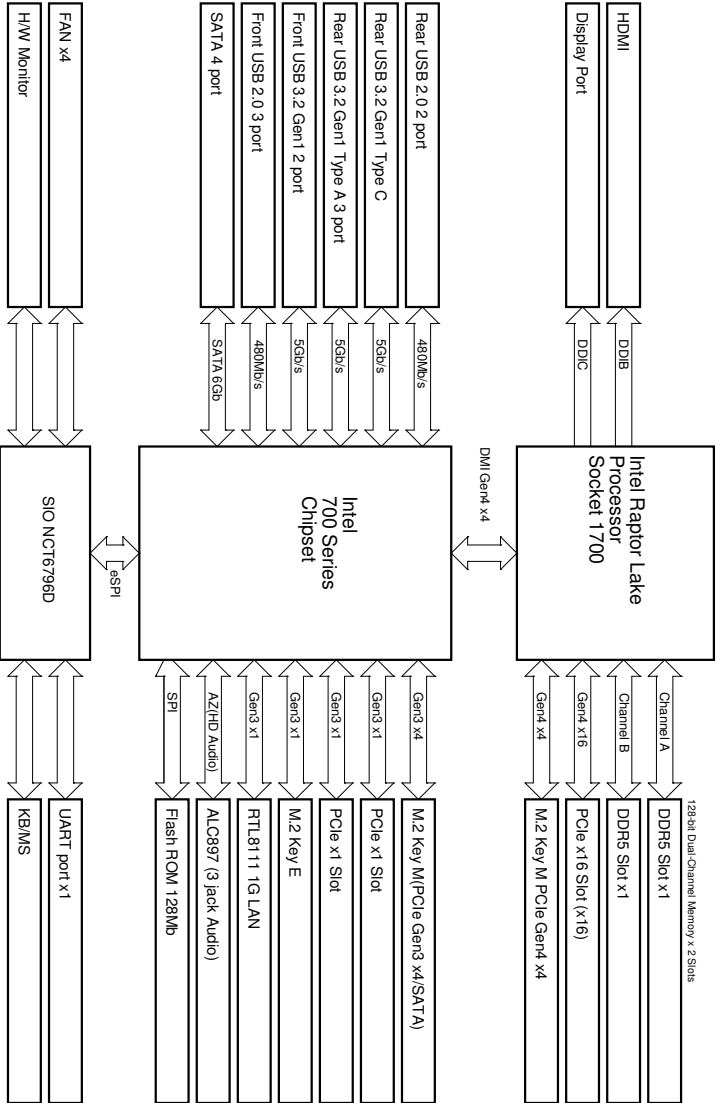 128-bit Dual-Channel Memory x 2 Slots
HDMI
DDIB
Display Port
DDIC
Intel Raptor Lake
Processor
Socket 1700
Channel A
DDR5 Slot x1
Channel B
DDR5 Slot x1
Gen4 x16
PCIe x16 Slot (x16)
Gen4 x4
M.2 Key M PCIe Gen4 x4
DMI Gen4 x4
Rear USB 2.0 2 port
480Mb/s
Rear USB 3.2 Gen1 Type C
5Gb/s
Rear USB 3.2 Gen1 Type A 3 port
5Gb/s
Front USB 3.2 Gen1 2 port
5Gb/s
Front USB 2.0 3 port
480Mb/s
SATA 4 port
SATA 6Gb
Intel
700 Series
Chipset
Gen3 x4
M.2 Key M(PCIe Gen3 x4/SATA)
Gen3 x1
PCIe x1 Slot
Gen3 x1
PCIe x1 Slot
Gen3 x1
M.2 Key E
Gen3 x1
RTL8111 1G LAN
AZ(HD Audio)
ALC897 (3 jack Audio)
SPI
Flash ROM 128Mb
eSPI
FAN x4
H/W Monitor
SIO NCT6796D
UART port x1
KB/MS